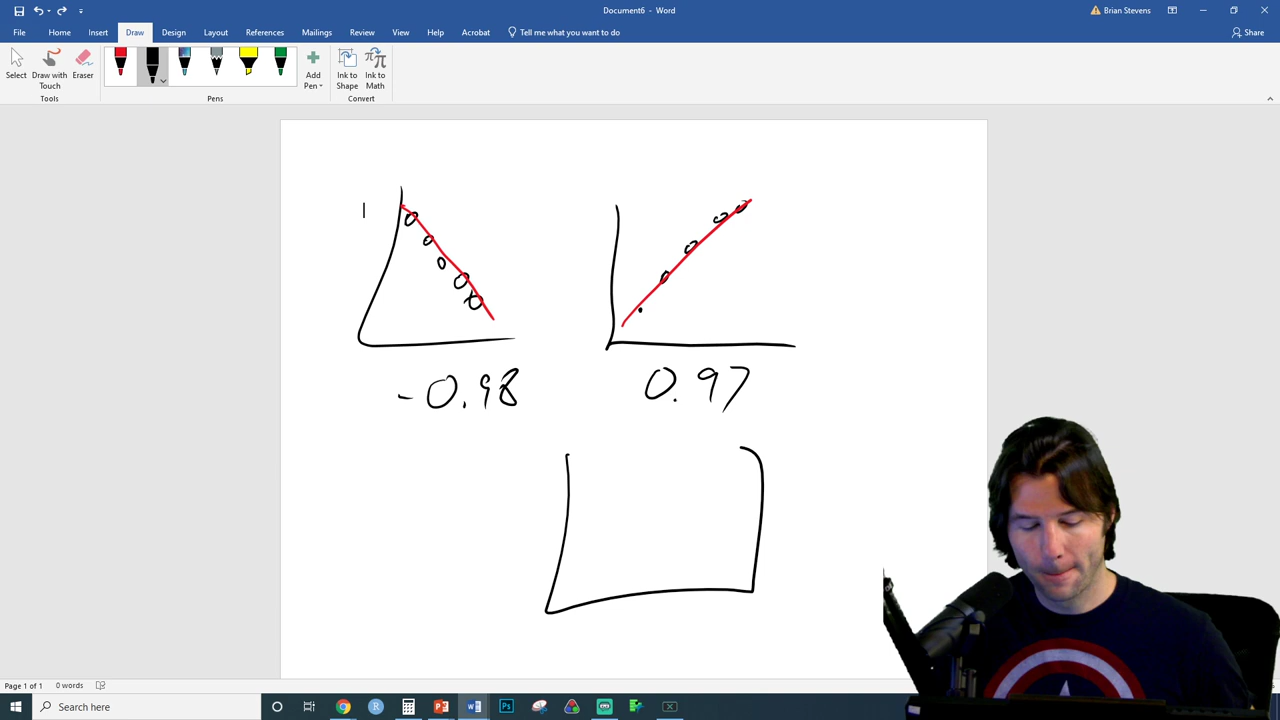 Document6 - Word
Brian Stevens
File Home Insert Draw Design Layout References Mailings Review View Help Acrobat Tell me what you want to do Share
Select Draw with Touch Eraser Add Pen Ink to Shape Ink to Math
Tools Pens Convert
-0.98 0.97
Page 1 of 1 0 words
Search here